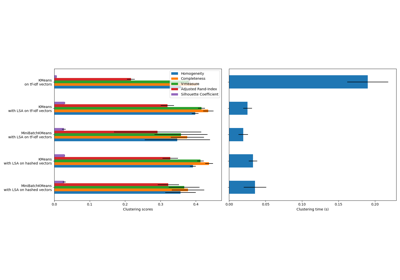 Homogeneity
Completeness
V-measure
Adjusted Rand-Index
Silhouette Coefficient
KMeans
on tf-idf vectors
KMeans
with LSA on tf-idf vectors
MiniBatchKMeans
with LSA on tf-idf vectors
KMeans
with LSA on hashed vectors
MiniBatchKMeans
with LSA on hashed vectors
0.0 0.1 0.2 0.3 0.4
Clustering scores
0.00 0.05 0.10 0.15 0.20
Clustering time (s)